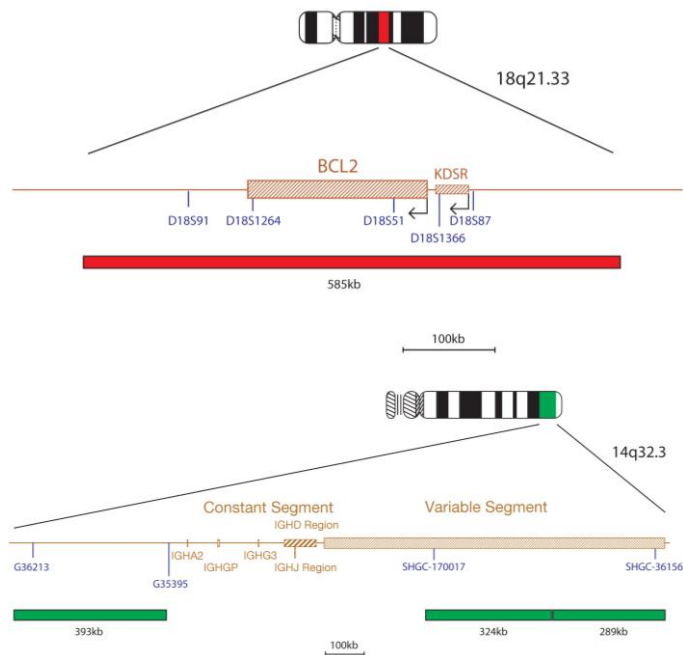 18q21.33
BCL2
KDSR
D18S91
D18S1264
D18S51
D18S87
D18S1366
585kb
100kb
14q32.3
Constant Segment
Variable Segment
IGHD Region
IGHA2
IGHG3
IGHGP
IGHJ Region
G36213
G35395
SHGC-170017
SHGC-36156
393kb
324kb
289kb
100kb